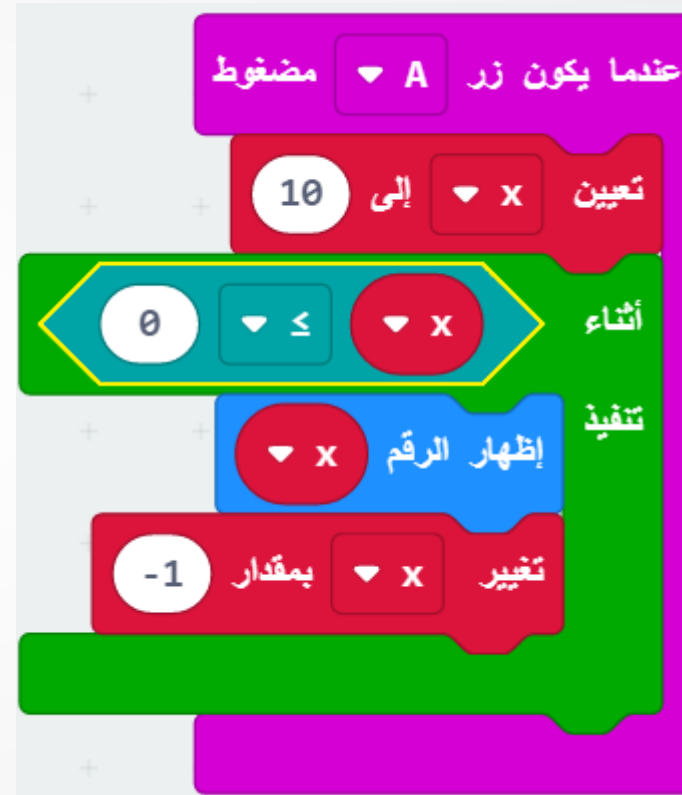 عندما يكون زر A مضغوط
تعيين x إلى 10
أثناء x ≤ 0
تنفيذ
إظهار الرقم x
تغيير x بمقدار -1